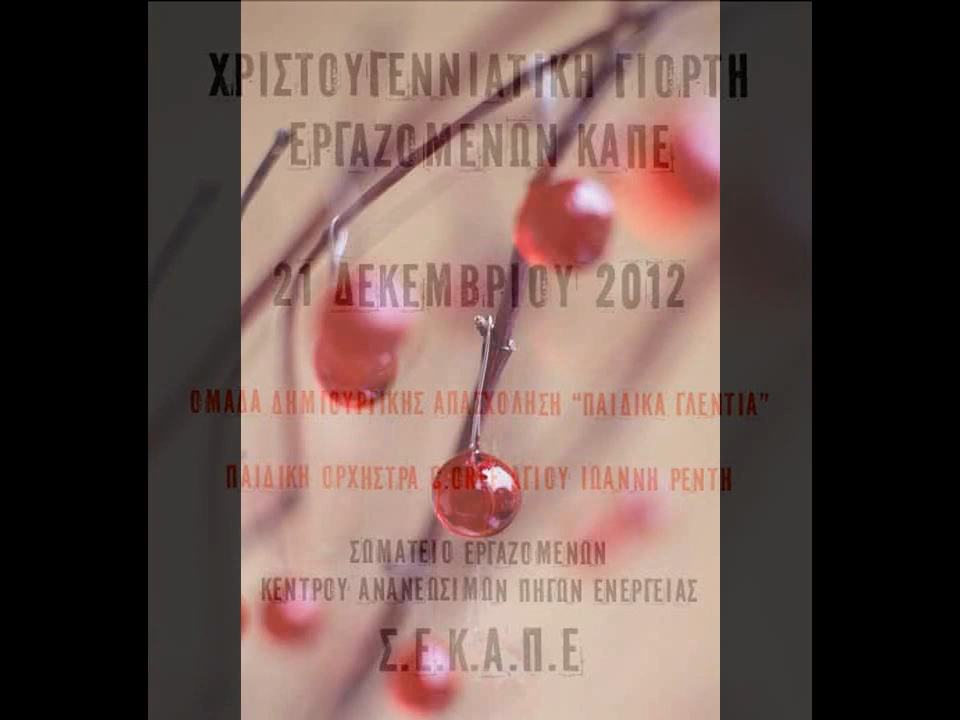 ΧΡΙΣΤΟΥΓΕΝΝΙΑΤΙΚΗ ΓΙΟΡΤΗ
ΕΡΓΑΖΟΜΕΝΩΝ ΚΑΠΕ
21 ΔΕΚΕΜΒΡΙΟΥ 2012
ΟΜΑΔΑ ΔΗΜΙΟΥΡΓΙΚΗΣ ΑΠΑΣΧΟΛΗΣΗ “ΠΑΙΔΙΚΑ ΓΛΕΝΤΙΑ”
ΠΑΙΔΙΚΗ ΟΡΧΗΣΤΡΑ ΑΓΙΟΥ ΙΩΑΝΝΗ ΡΕΝΤΗ
ΣΩΜΑΤΕΙΟ ΕΡΓΑΖΟΜΕΝΩΝ
ΚΕΝΤΡΟΥ ΑΝΑΝΕΩΣΙΜΩΝ ΠΗΓΩΝ ΕΝΕΡΓΕΙΑΣ
Σ.Ε.Κ.Α.Π.Ε